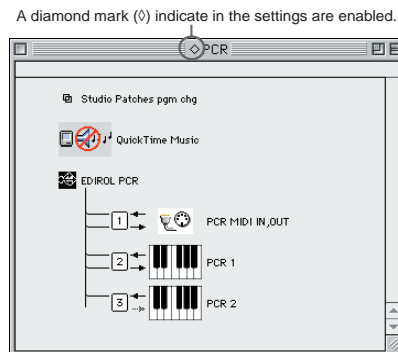 A diamond mark (◊) indicate in the settings are enabled.
◇PCR
Studio Patches pgm chg
QuickTime Music
EDIROL PCR
1 PCR MIDI IN,OUT
2 PCR 1
3 PCR 2